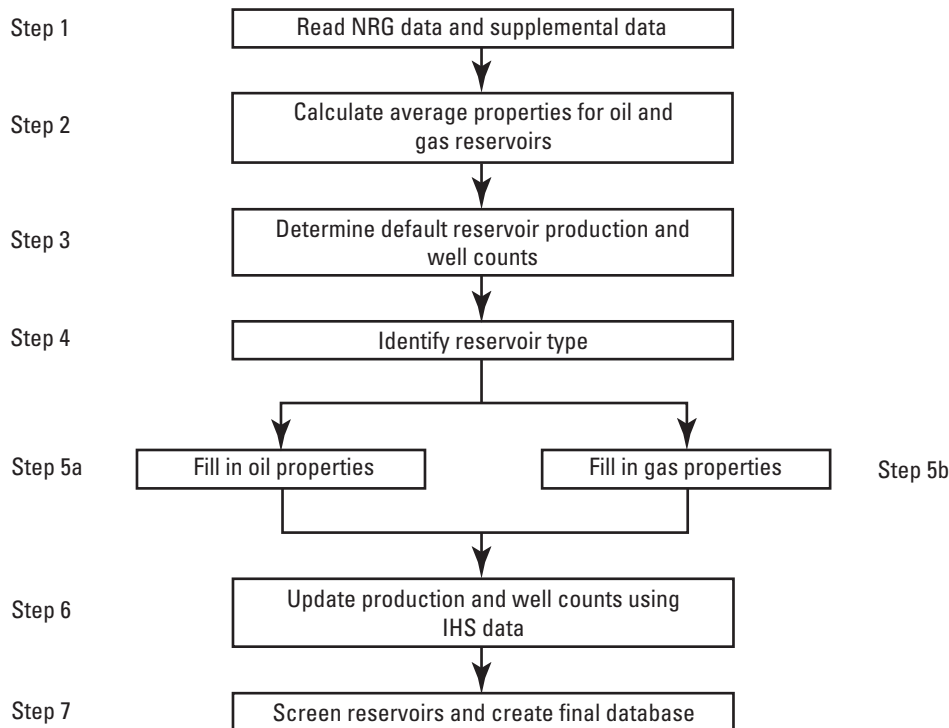 Step 1
Read NRG data and supplemental data
Step 2
Calculate average properties for oil and
gas reservoirs
Step 3
Determine default reservoir production and
well counts
Step 4
Identify reservoir type
Step 5a
Fill in oil properties
Fill in gas properties
Step 5b
Step 6
Update production and well counts using
IHS data
Step 7
Screen reservoirs and create final database